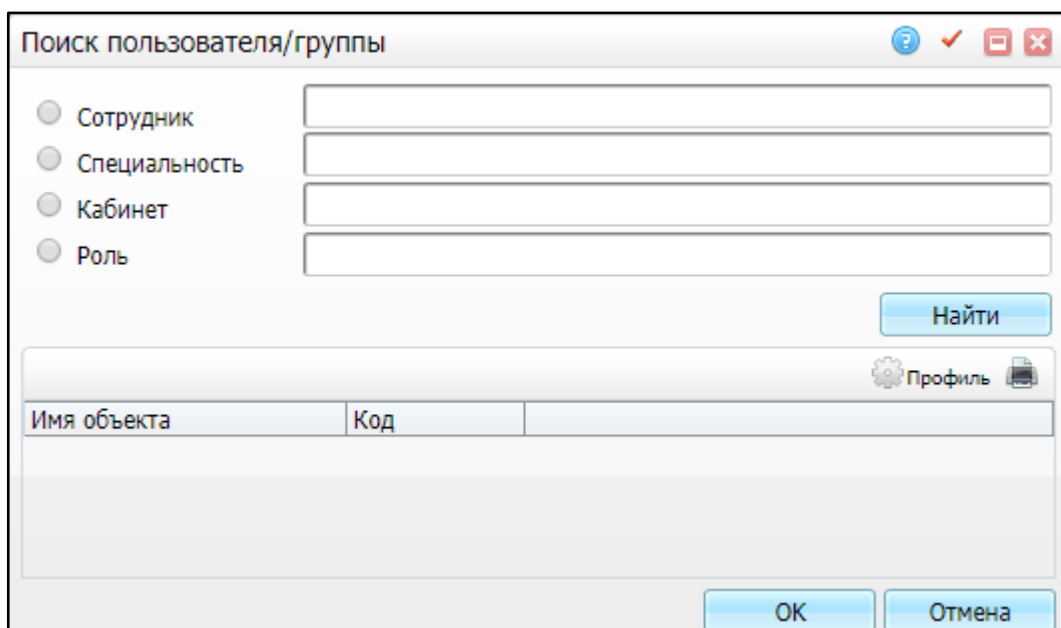 Поиск пользователя/группы
Сотрудник
Специальность
Кабинет
Роль
Найти
Профиль
Имя объекта Код
OK Отмена